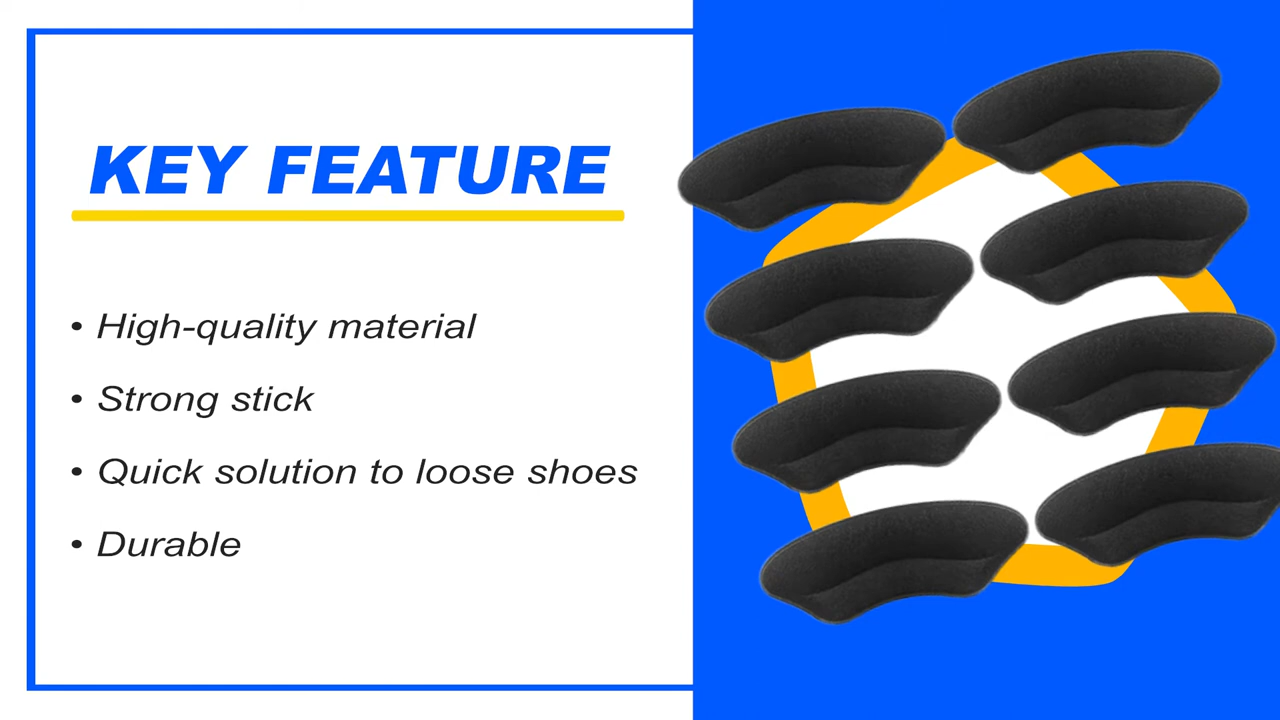 KEY FEATURE
• High-quality material
• Strong stick
• Quick solution to loose shoes
• Durable